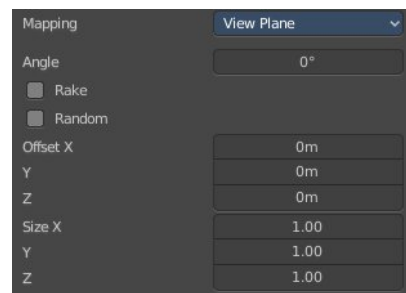 Mapping View Plane
Angle 0°
Rake
Random
Offset X 0m
Y 0m
Z 0m
Size X 1.00
Y 1.00
Z 1.00